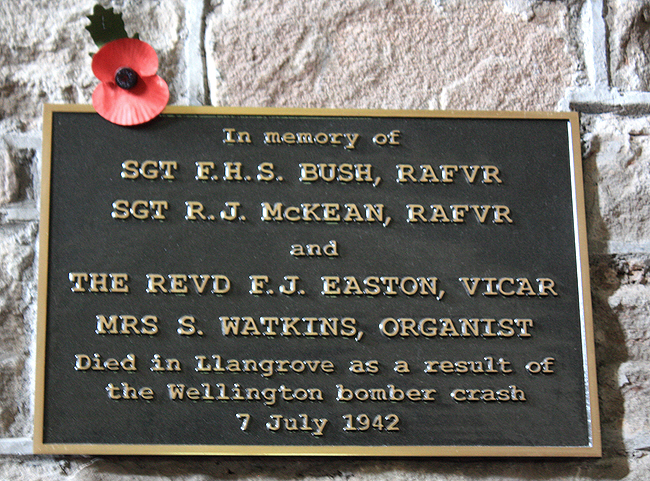 In memory of
SGT F.H.S. BUSH, RAFVR
SGT R.J. McKEAN, RAFVR
and
THE REVD F.J. EASTON, VICAR
MRS S. WATKINS, ORGANIST
Died in Llangrove as a result of
the Wellington bomber crash
7 July 1942